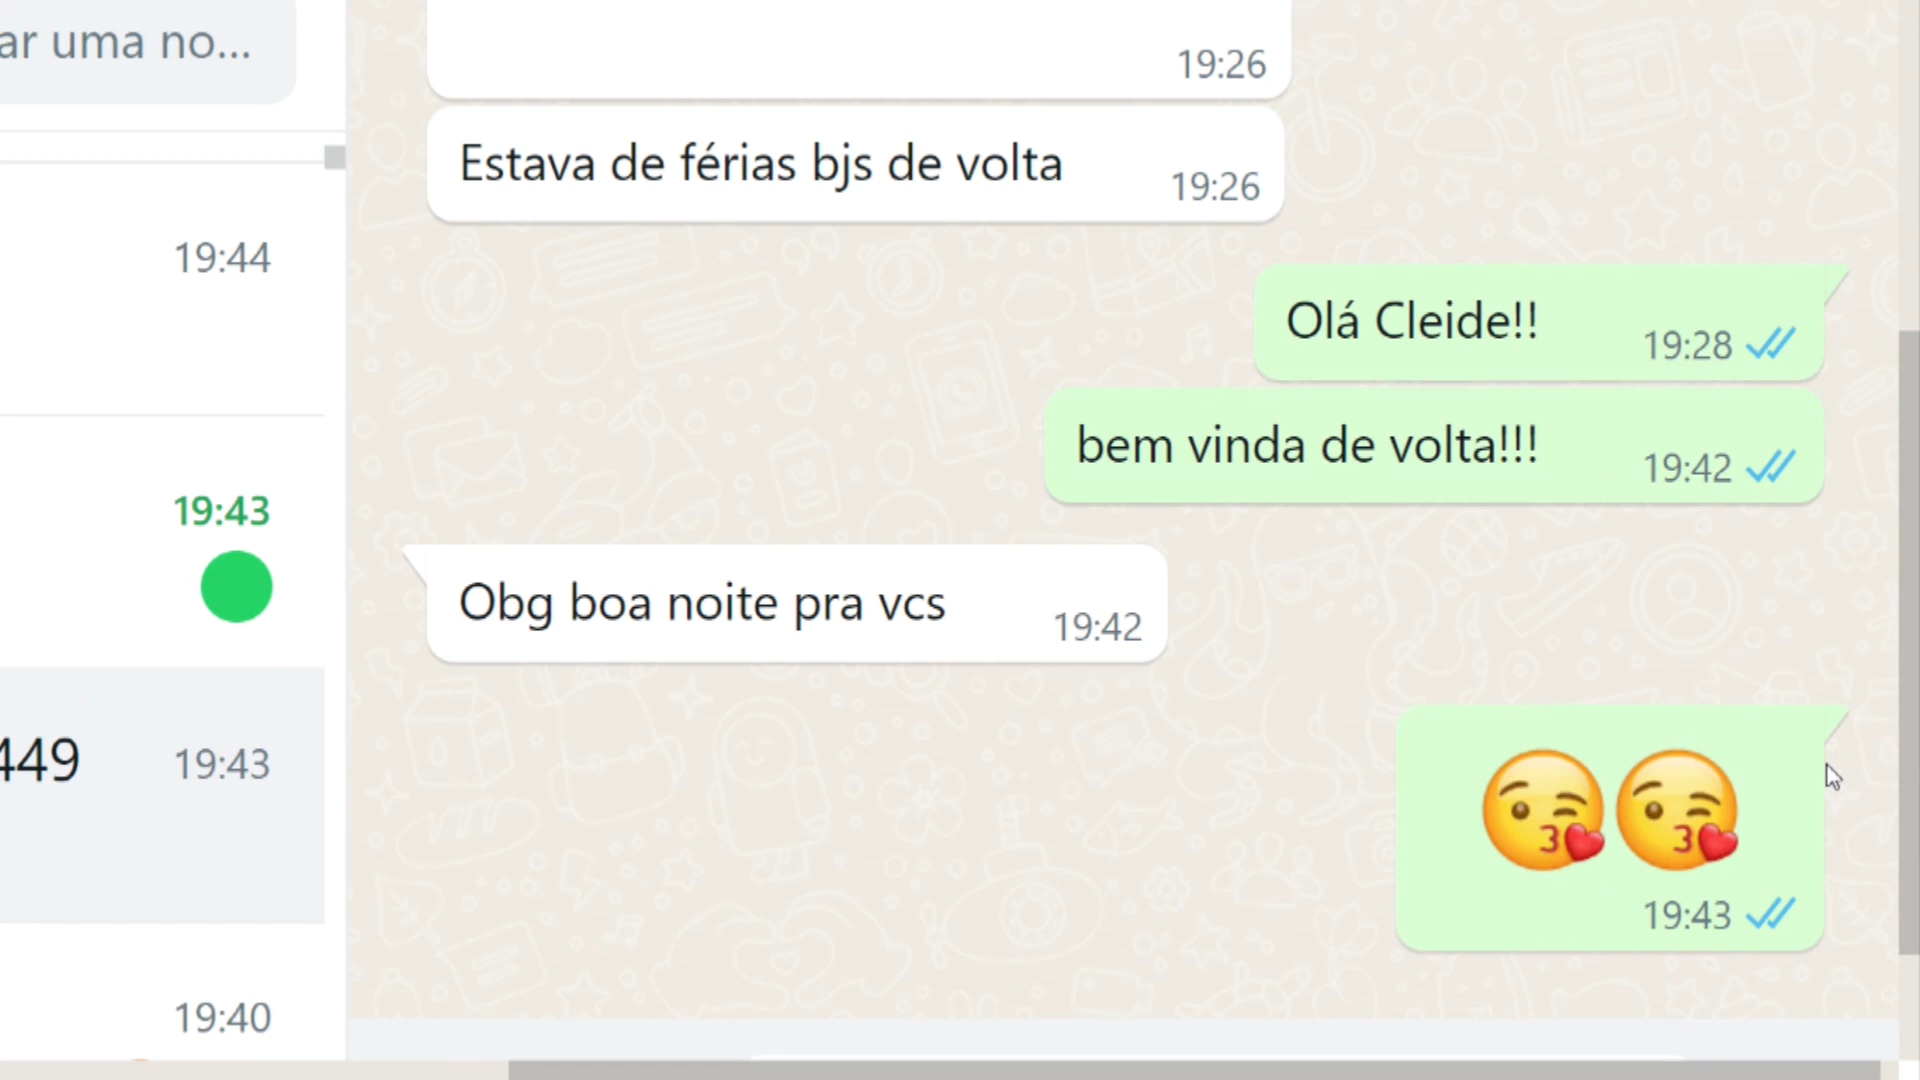 ar uma no...
19:44
19:43
449 19:43
19:40
19:26
Estava de férias bjs de volta 19:26
Olá Cleide!! 19:28
bem vinda de volta!!! 19:42
Obg boa noite pra vcs 19:42
😘😘
19:43